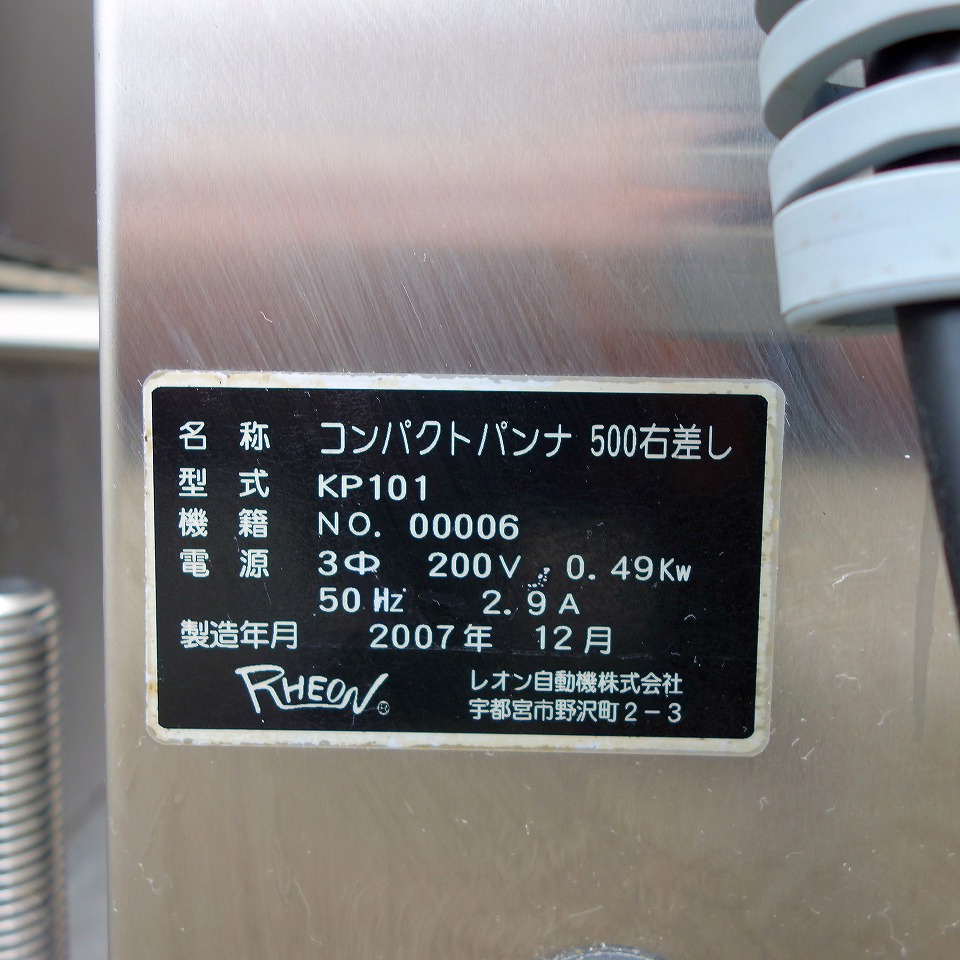 名称 コンパクトパンナ 500右差し
型式 KP101
機籍 NO. 00006
電源 3Φ 200V 0.49Kw
50Hz 2.9A
製造年月 2007年 12月
RHEON
レオン自動機株式会社
宇都宮市野沢町2-3